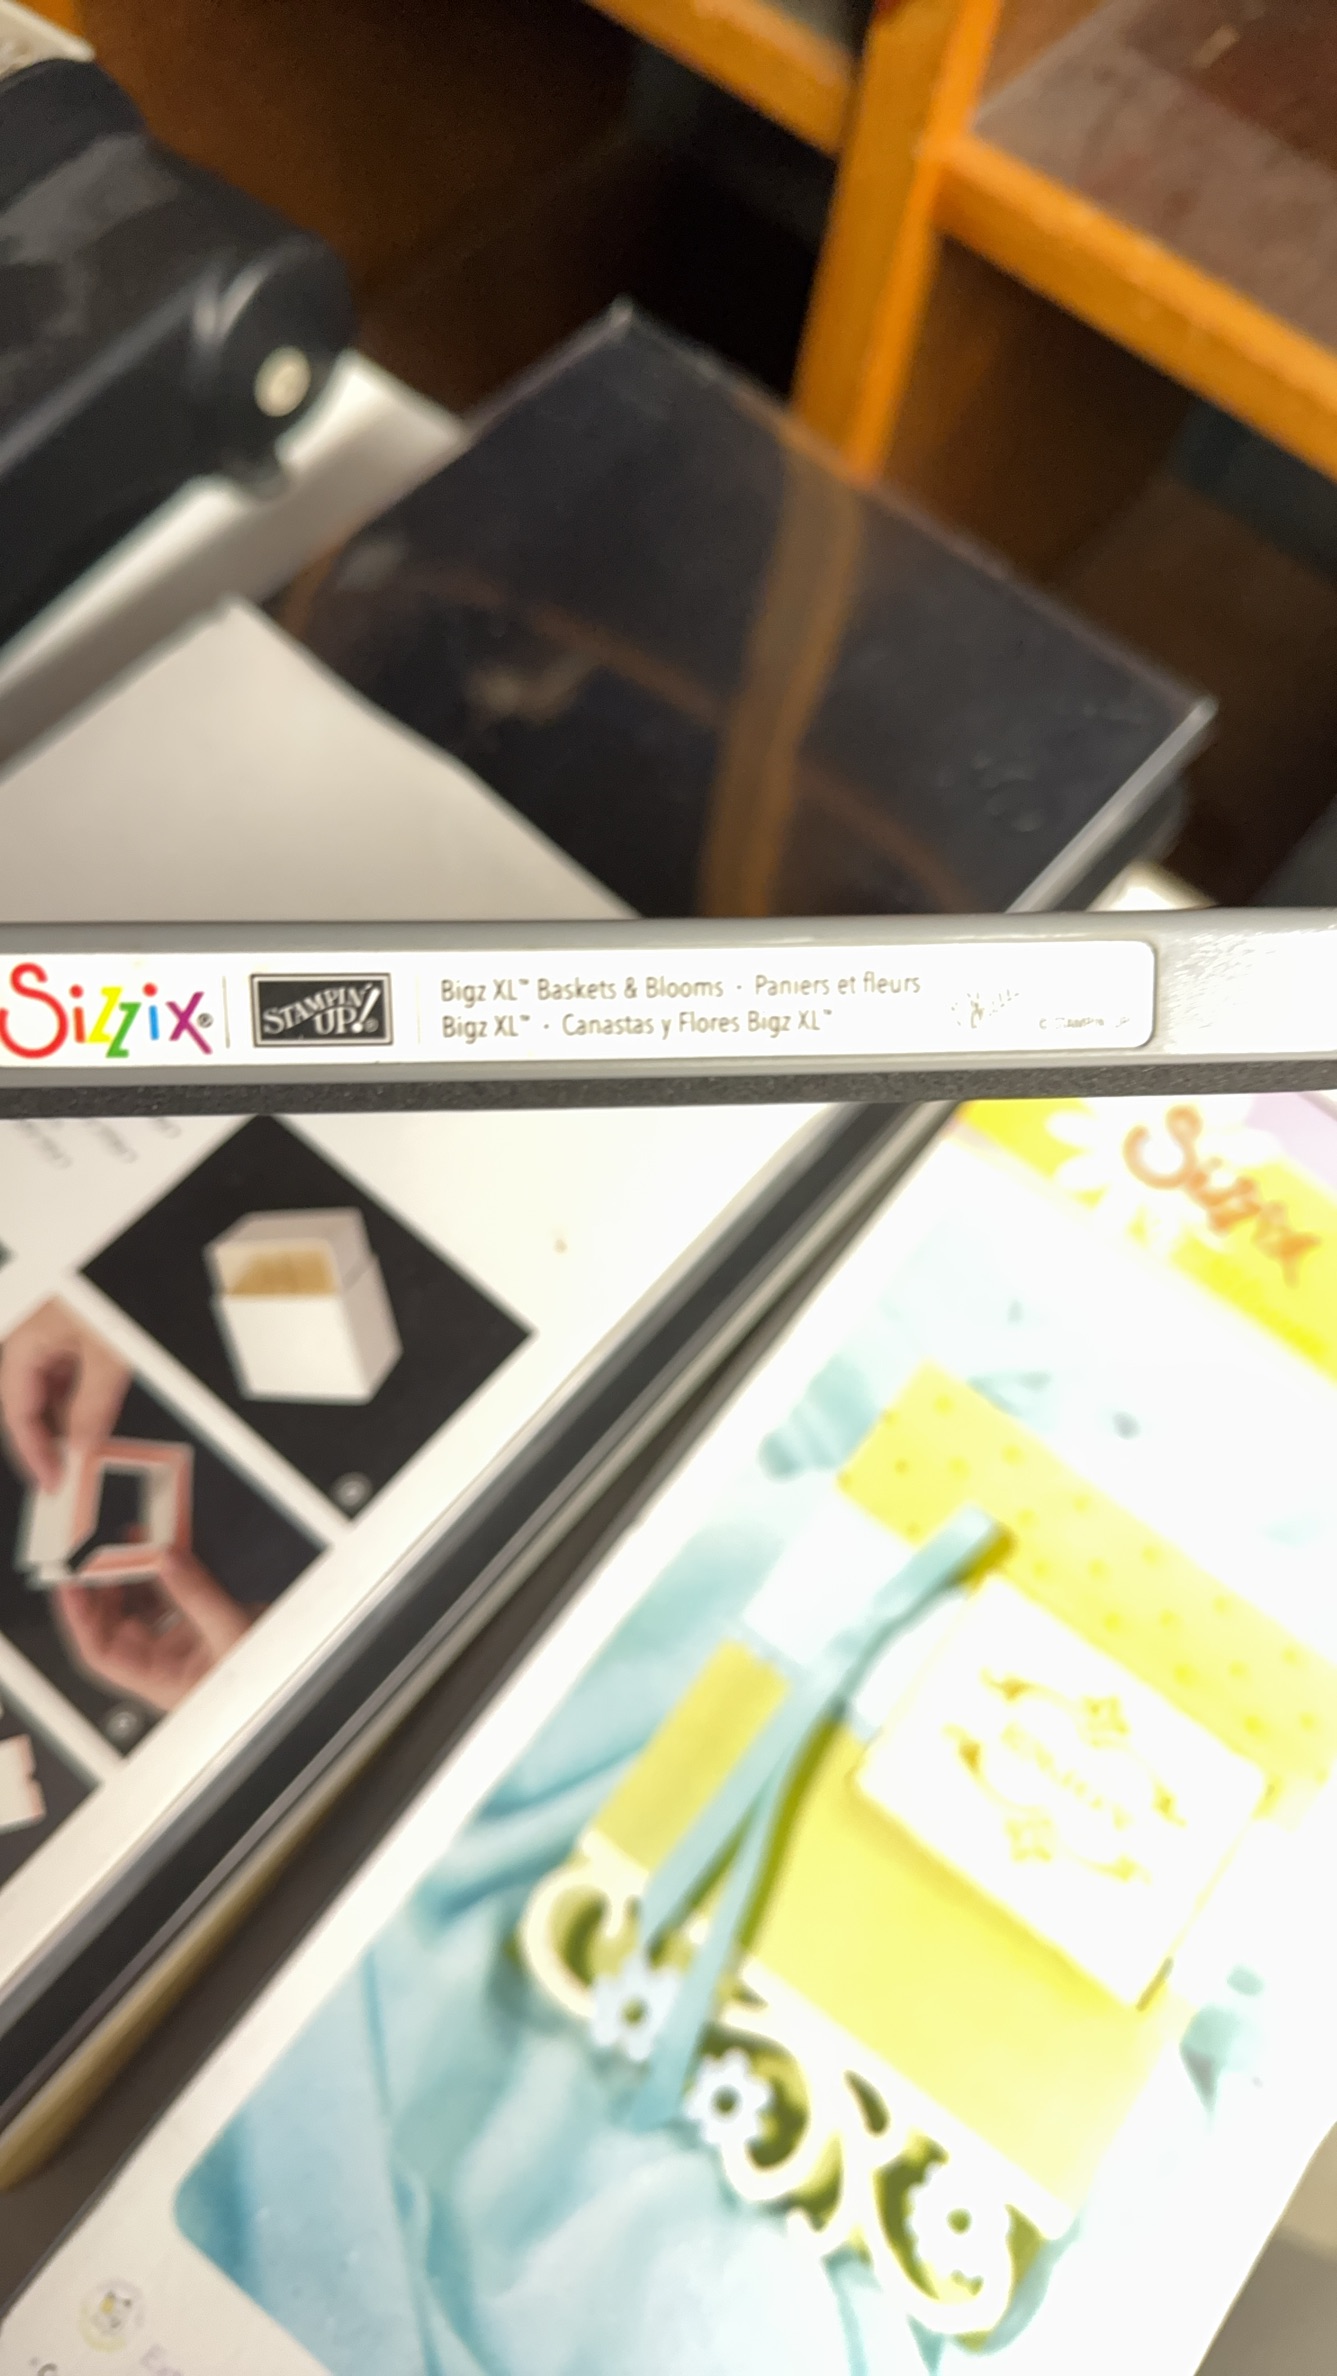 Sizzix®
STAMPIN' UP!®
Bigz XL™ Baskets & Blooms · Paniers et fleurs
Bigz XL™ · Canastas y Flores Bigz XL™
Sizzix